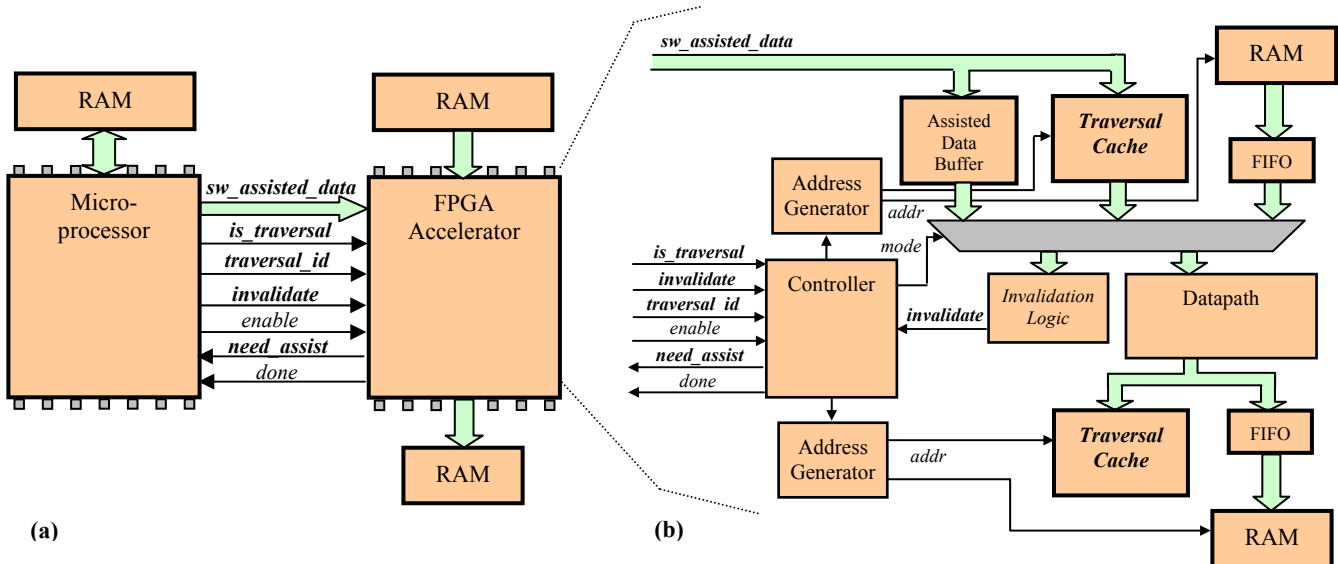 RAM
RAM
Micro-
processor
sw_assisted_data
is_traversal
traversal_id
invalidate
enable
need_assist
done
FPGA
Accelerator
RAM
(a)
sw_assisted_data
RAM
Assisted
Data
Buffer
Traversal
Cache
FIFO
Address
Generator
addr
mode
is_traversal
invalidate
traversal_id
enable
need_assist
done
Controller
invalidate
Invalidation
Logic
Datapath
Address
Generator
addr
Traversal
Cache
FIFO
RAM
(b)